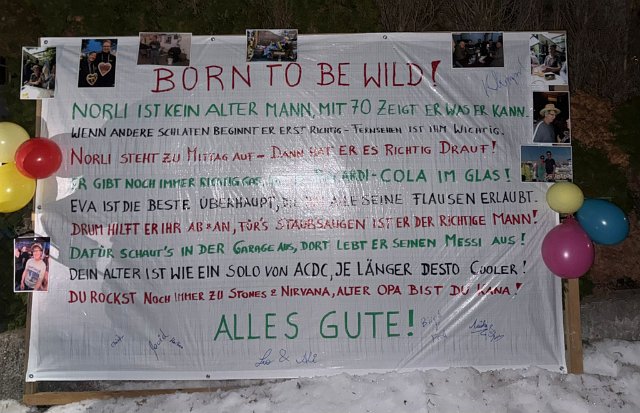 BORN TO BE WILD!
NORLI IST KEIN ALTER MANN, MIT 70 ZEIGT ER WAS ER KANN.
WENN ANDERE SCHLAFEN BEGINNT ER ERST RICHTIG - FERNSEHEN IST IHM WICHTIG.
NORLI STEHT ZU MITTAG AUF - DANN HAT ER ES RICHTIG DRAUF!
ER GIBT NOCH IMMER RICHTIG GAS COLA IM GLAS!
EVA IST DIE BESTE ÜBERHAUPT, DIE IHM ALLE SEINE FLAUSEN ERLAUBT.
DRUM HILFT ER IHR AB & AN, FÜR'S STAUBSAUGEN IST ER DER RICHTIGE MANN!
DAFÜR SCHAUT'S IN DER GARAGE AUS, DORT LEBT ER SEINEN MESSI AUS!
DEIN ALTER IST WIE EIN SOLO VON ACDC, JE LÄNGER DESTO COOLER!
DU ROCKST NOCH IMMER ZU STONES & NIRVANA, ALTER OPA BIST DU KANA!
ALLES GUTE!